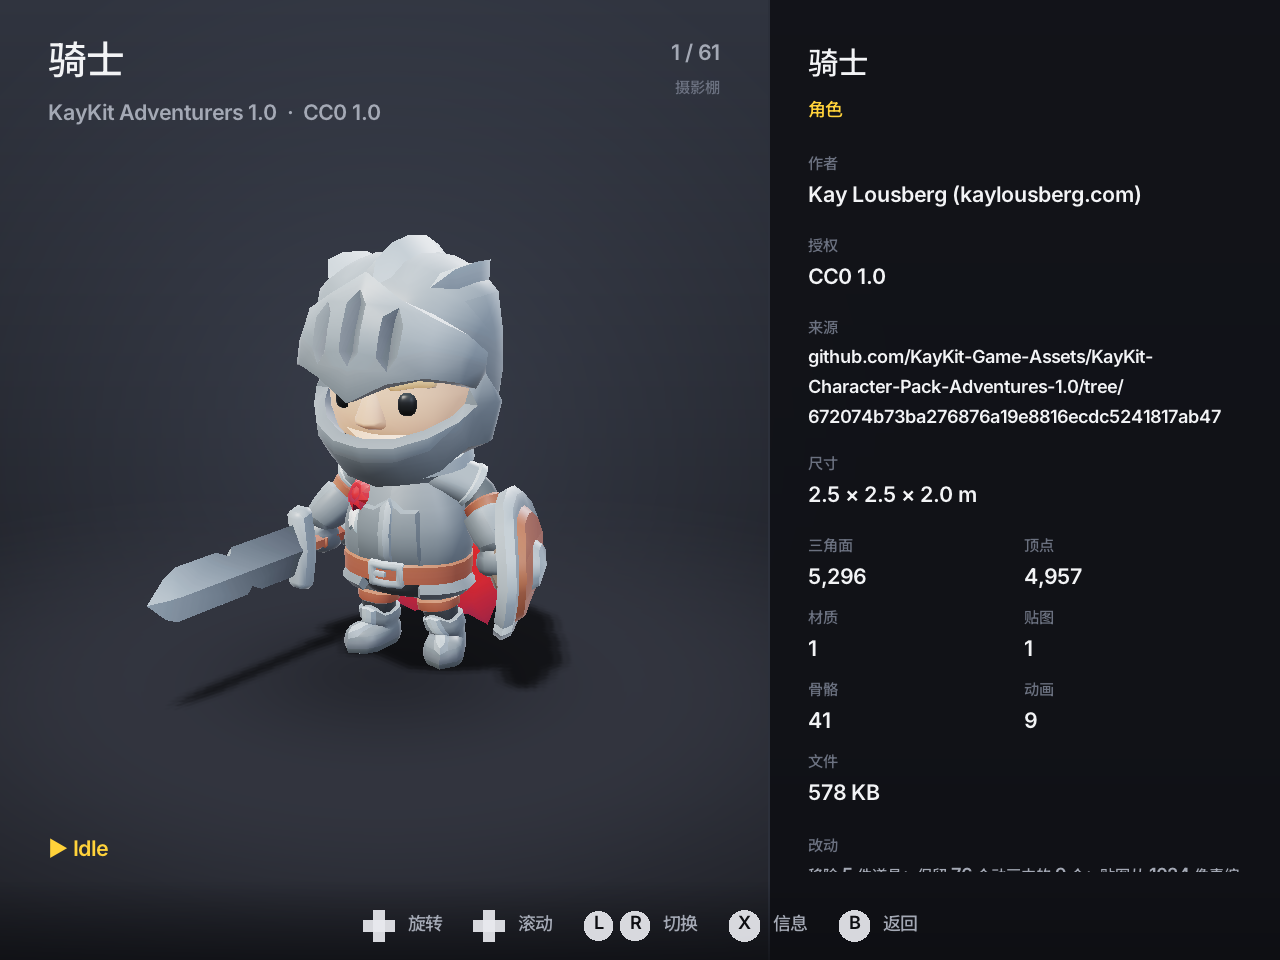 骑士
KayKit Adventurers 1.0 · CC0 1.0
1 / 61
摄影棚
▶ Idle
骑士
角色
作者
Kay Lousberg (kaylousberg.com)
授权
CC0 1.0
来源
github.com/KayKit-Game-Assets/KayKit-
Character-Pack-Adventures-1.0/tree/
672074b73ba276876a19e8816ecdc5241817ab47
尺寸
2.5 × 2.5 × 2.0 m
三角面 顶点
5,296 4,957
材质 贴图
1 1
骨骼 动画
41 9
文件
578 KB
改动
旋转 滚动 L R 切换 X 信息 B 返回